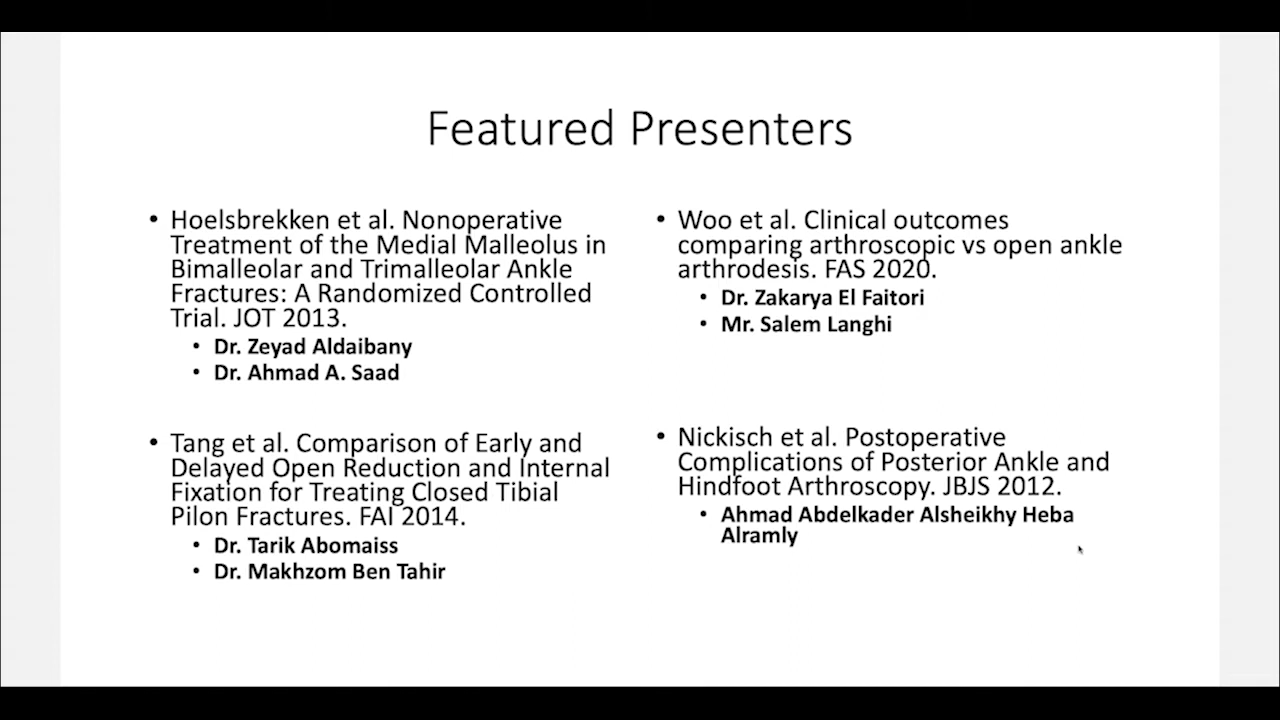 Featured Presenters
• Hoelsbrekken et al. Nonoperative
Treatment of the Medial Malleolus in
Bimalleolar and Trimalleolar Ankle
Fractures: A Randomized Controlled
Trial. JOT 2013.
• Dr. Zeyad Aldaibany
• Dr. Ahmad A. Saad
• Tang et al. Comparison of Early and
Delayed Open Reduction and Internal
Fixation for Treating Closed Tibial
Pilon Fractures. FAI 2014.
• Dr. Tarik Abomaiss
• Dr. Makhzom Ben Tahir
• Woo et al. Clinical outcomes
comparing arthroscopic vs open ankle
arthrodesis. FAS 2020.
• Dr. Zakarya El Faitori
• Mr. Salem Langhi
• Nickisch et al. Postoperative
Complications of Posterior Ankle and
Hindfoot Arthroscopy. JBJS 2012.
• Ahmad Abdelkader Alsheikhy Heba
Alramly